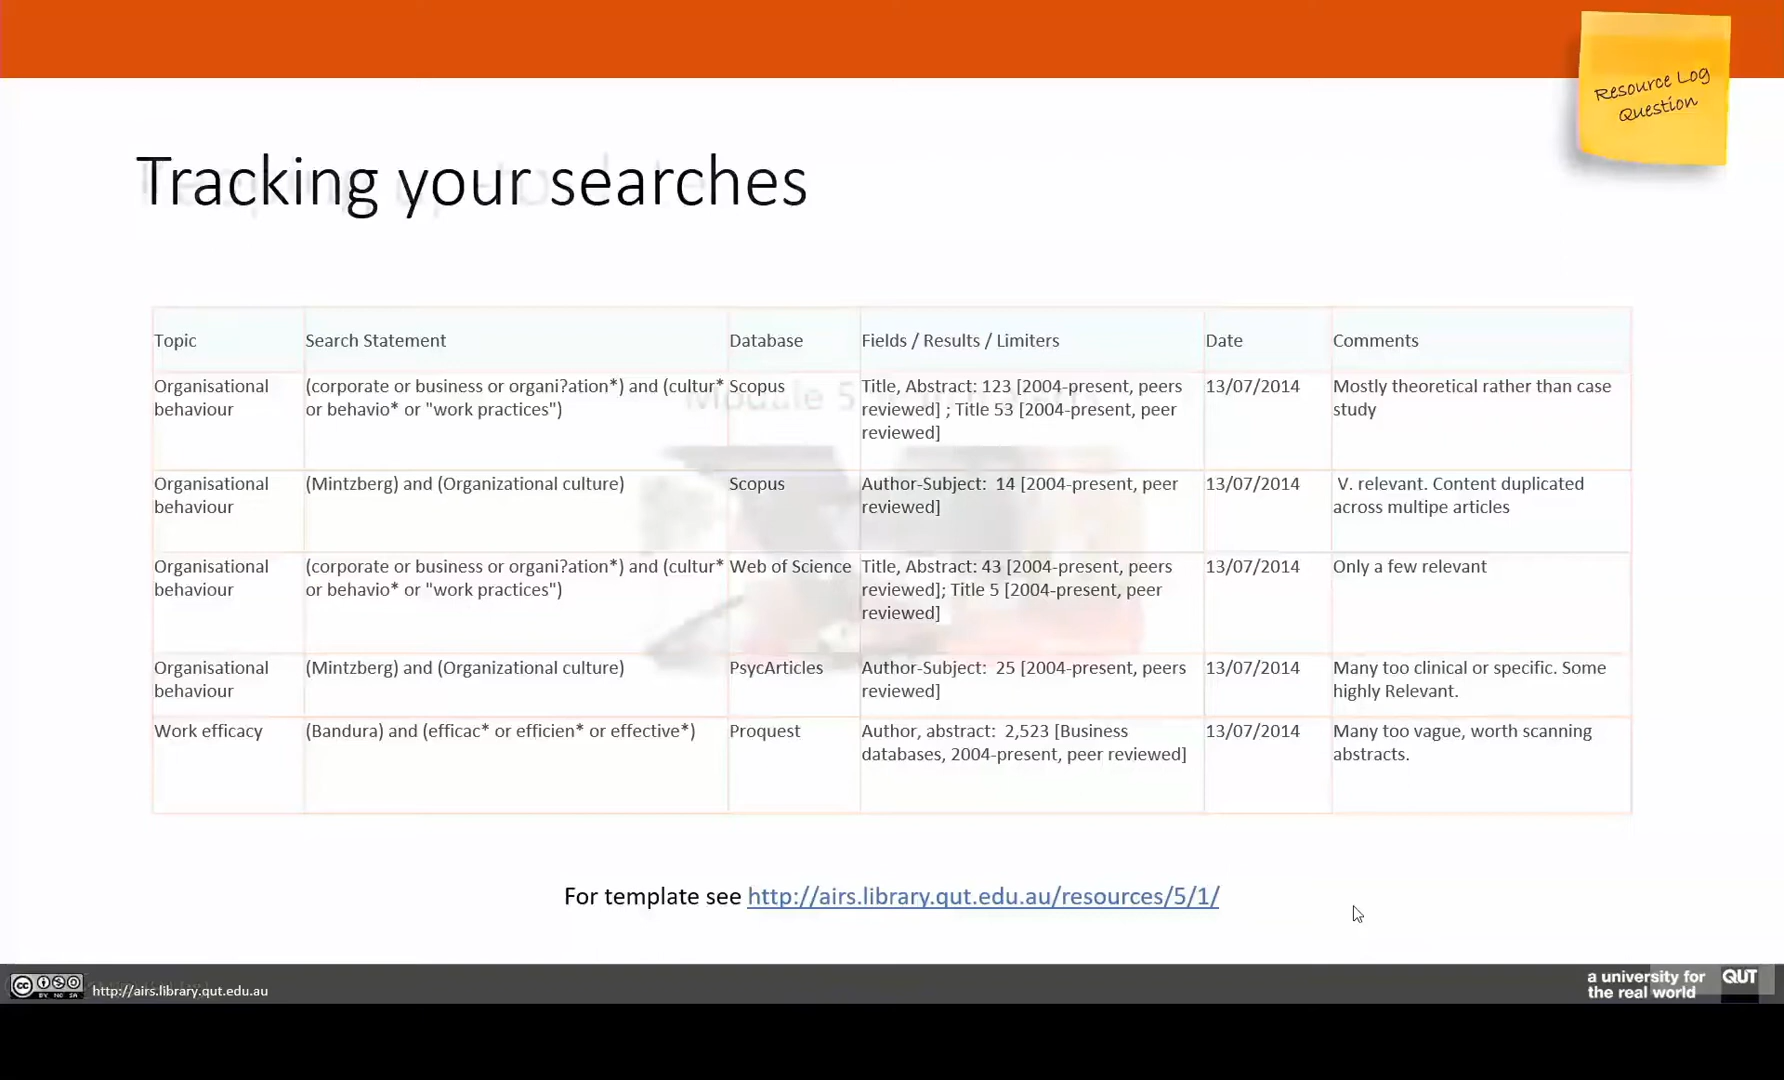 Resource Log
Question
Tracking your searches
Topic
Search Statement
Database
Fields / Results / Limiters
Date
Comments
Organisational
behaviour
(corporate or business or organi?ation*) and (cultur*
or behavio* or "work practices")
Scopus
Title, Abstract: 123 [2004-present, peers
reviewed] ; Title 53 [2004-present, peer
reviewed]
13/07/2014
Mostly theoretical rather than case
study
Organisational
behaviour
(Mintzberg) and (Organizational culture)
Scopus
Author-Subject: 14 [2004-present, peer
reviewed]
13/07/2014
V. relevant. Content duplicated
across multipe articles
Organisational
behaviour
(corporate or business or organi?ation*) and (cultur*
or behavio* or "work practices")
Web of Science
Title, Abstract: 43 [2004-present, peers
reviewed]; Title 5 [2004-present, peer
reviewed]
13/07/2014
Only a few relevant
Organisational
behaviour
(Mintzberg) and (Organizational culture)
PsycArticles
Author-Subject: 25 [2004-present, peers
reviewed]
13/07/2014
Many too clinical or specific. Some
highly Relevant.
Work efficacy
(Bandura) and (efficac* or efficien* or effective*)
Proquest
Author, abstract: 2,523 [Business
databases, 2004-present, peer reviewed]
13/07/2014
Many too vague, worth scanning
abstracts.
Module 5
For template see http://airs.library.qut.edu.au/resources/5/1/
cc BY NC SA
http://airs.library.qut.edu.au
a university for
the real world
QUT